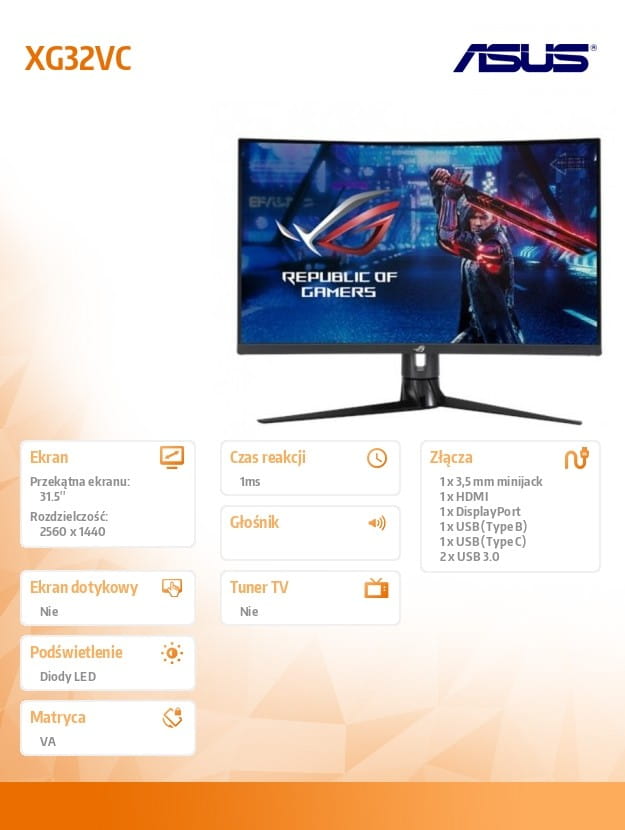 XG32VC
ASUS®
REPUBLIC OF
GAMERS
Ekran
Przekątna ekranu:
31.5"
Rozdzielczość:
2560 x 1440
Ekran dotykowy
Nie
Podświetlenie
Diody LED
Matryca
VA
Czas reakcji
1ms
Głośnik
Tuner TV
Nie
Złącza
1 x 3,5 mm minijack
1 x HDMI
1 x DisplayPort
1 x USB (Type B)
1 x USB (Type C)
2 x USB 3.0